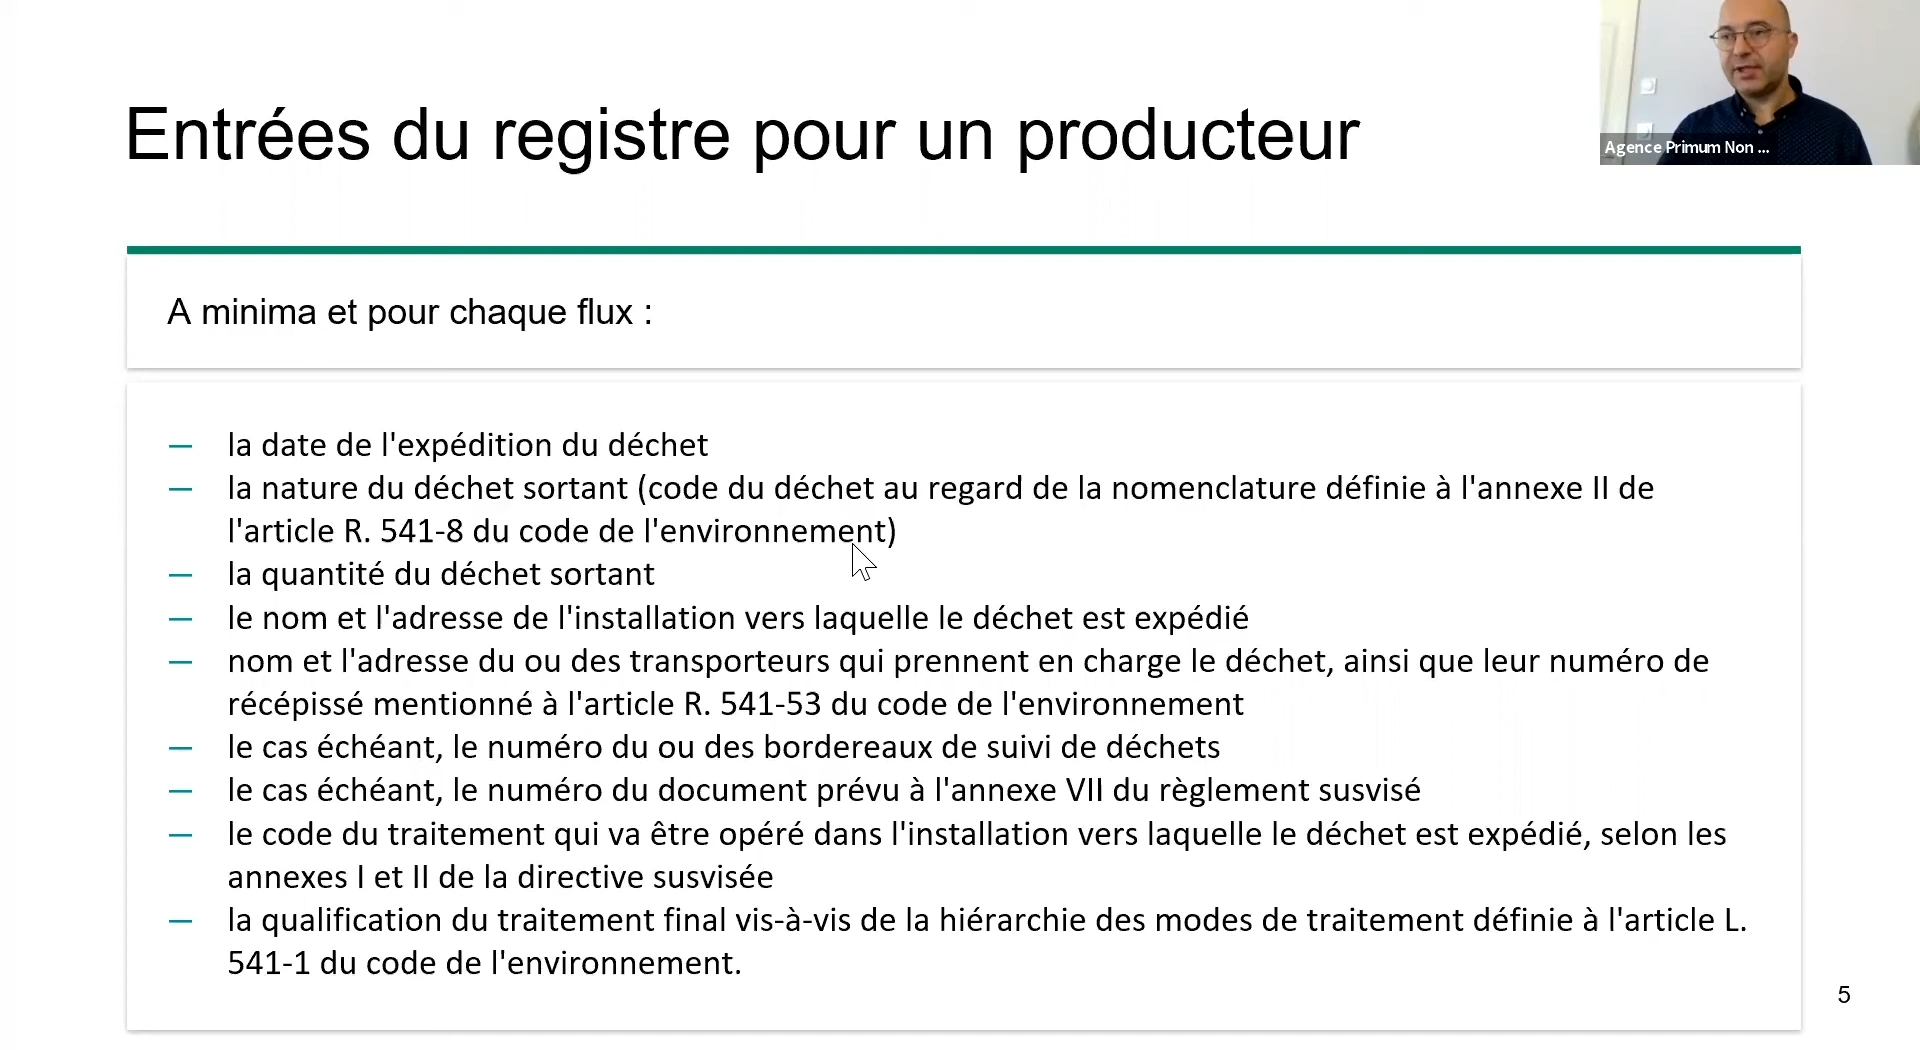 Entrées du registre pour un producteur
Agence Primum Non ...
A minima et pour chaque flux :
— la date de l'expédition du déchet
— la nature du déchet sortant (code du déchet au regard de la nomenclature définie à l'annexe II de
l'article R. 541-8 du code de l'environnement)
— la quantité du déchet sortant
— le nom et l'adresse de l'installation vers laquelle le déchet est expédié
— nom et l'adresse du ou des transporteurs qui prennent en charge le déchet, ainsi que leur numéro de
récépissé mentionné à l'article R. 541-53 du code de l'environnement
— le cas échéant, le numéro du ou des bordereaux de suivi de déchets
— le cas échéant, le numéro du document prévu à l'annexe VII du règlement susvisé
— le code du traitement qui va être opéré dans l'installation vers laquelle le déchet est expédié, selon les
annexes I et II de la directive susvisée
— la qualification du traitement final vis-à-vis de la hiérarchie des modes de traitement définie à l'article L.
541-1 du code de l'environnement.
5